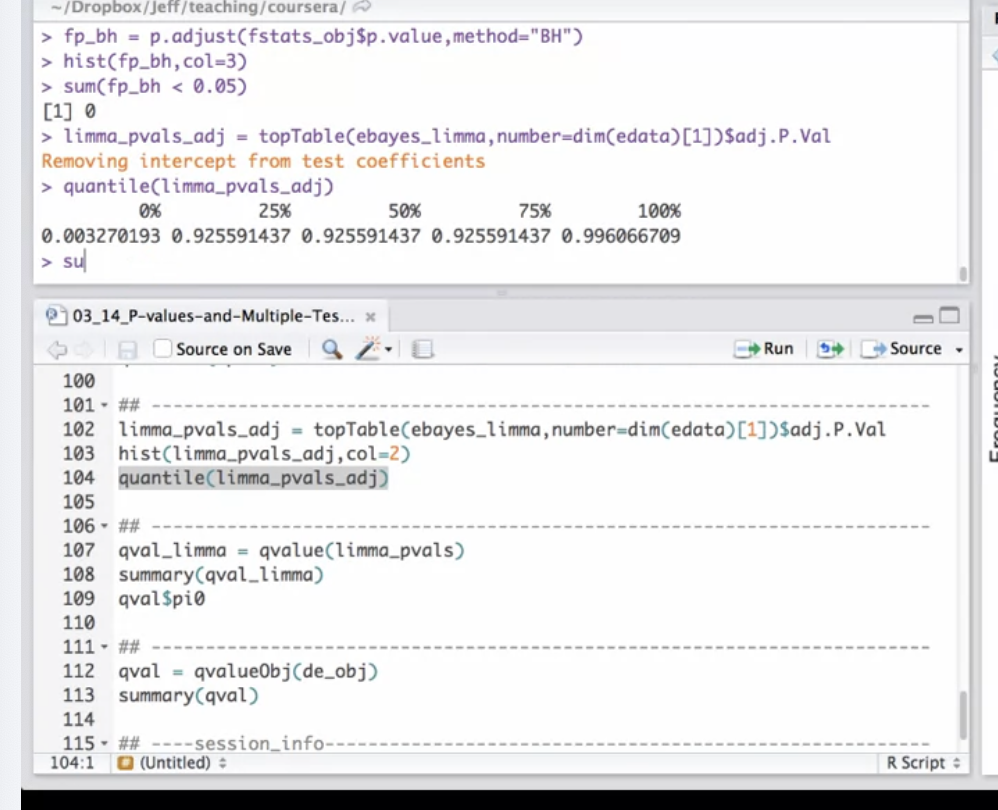 ~/Dropbox/Jeff/teaching/coursera/
> fp_bh = p.adjust(fstats_obj$p.value,method="BH")
> hist(fp_bh,col=3)
> sum(fp_bh < 0.05)
[1] 0
> limma_pvals_adj = topTable(ebayes_limma,number=dim(edata)[1])$adj.P.Val
Removing intercept from test coefficients
> quantile(limma_pvals_adj)
0% 25% 50% 75% 100%
0.003270193 0.925591437 0.925591437 0.925591437 0.996066709
> su
03_14_P-values-and-Multiple-Tes... ×
Source on Save Run Source
100
101 ## ------------------------------------------------------------------
102 limma_pvals_adj = topTable(ebayes_limma,number=dim(edata)[1])$adj.P.Val
103 hist(limma_pvals_adj,col=2)
104 quantile(limma_pvals_adj)
105
106 ## ------------------------------------------------------------------
107 qval_limma = qvalue(limma_pvals)
108 summary(qval_limma)
109 qval$pi0
110
111 ## ------------------------------------------------------------------
112 qval = qvalueObj(de_obj)
113 summary(qval)
114
115 ## ----session_info--------------------------------------------------
104:1 (Untitled) R Script
Frequency